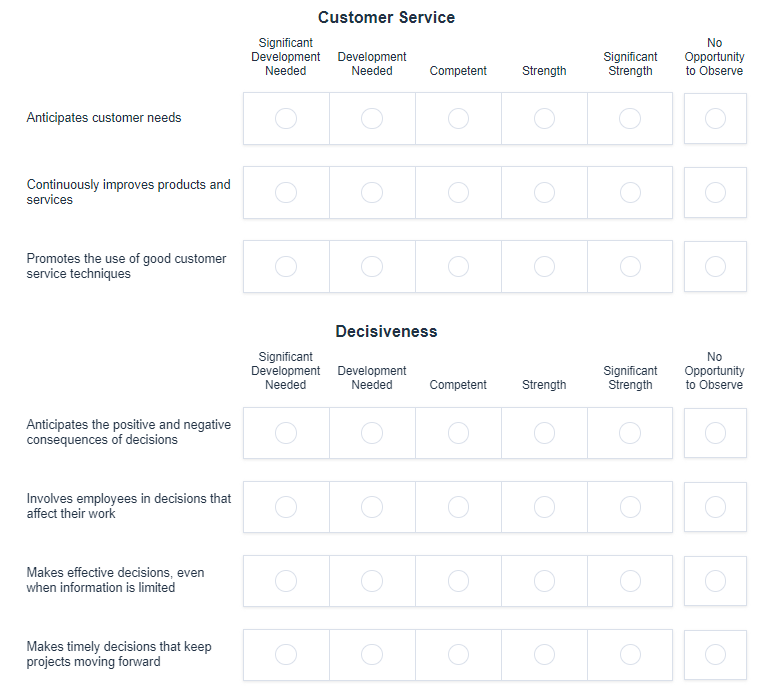 Customer Service
Significant
Development
Needed
Development
Needed
Competent
Strength
Significant
Strength
No
Opportunity
to Observe
Anticipates customer needs
Continuously improves products and
services
Promotes the use of good customer
service techniques
Decisiveness
Significant
Development
Needed
Development
Needed
Competent
Strength
Significant
Strength
No
Opportunity
to Observe
Anticipates the positive and negative
consequences of decisions
Involves employees in decisions that
affect their work
Makes effective decisions, even
when information is limited
Makes timely decisions that keep
projects moving forward